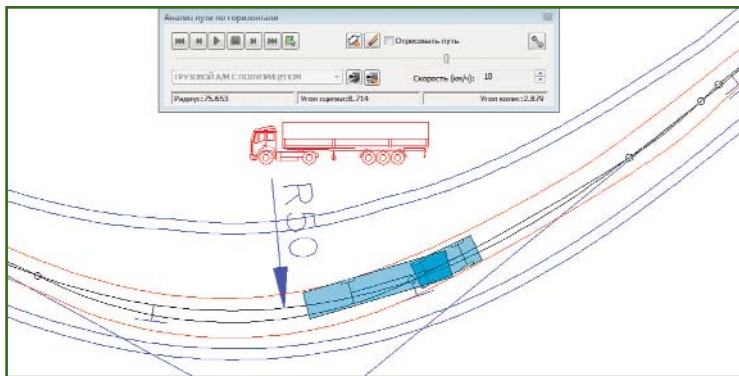 Анализ пути по горизонтали
Отрисовать путь
ГРУЗОВОЙ А/М С ПОЛУПРИЦЕПОМ
Скорость (км/ч): 10
Радиус:75.653
Угол сцепки:8.714
Угол колес:2.879
R50